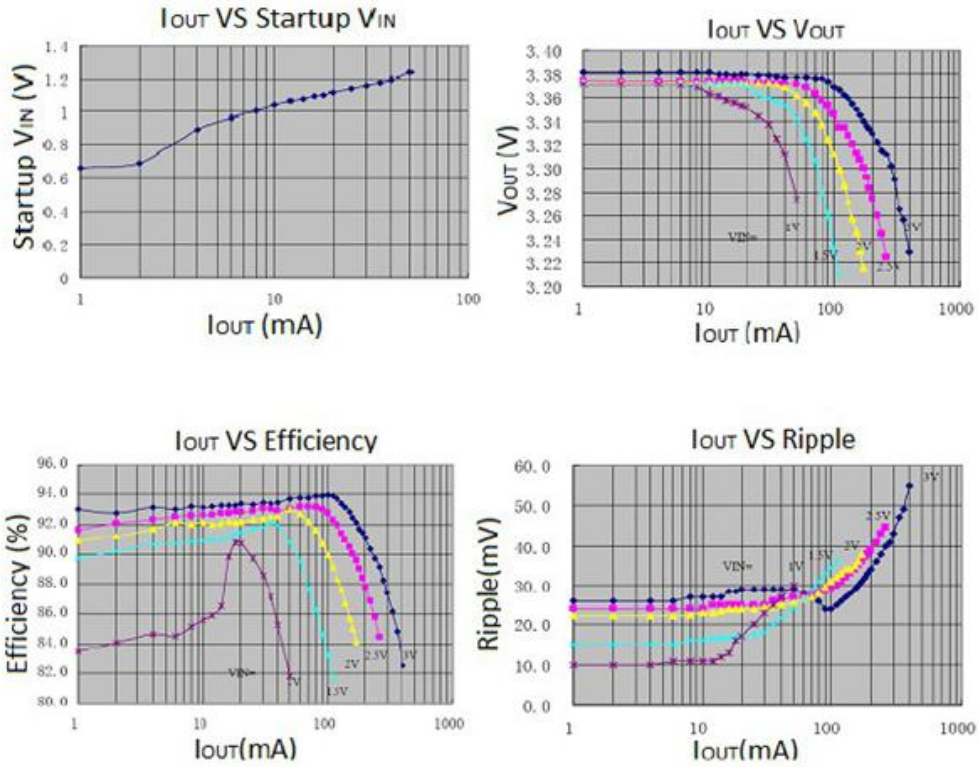 IOUT VS Startup VIN
Startup VIN (V)
1.4
1.2
1
0.8
0.6
0.4
0.2
0
1
10
100
IOUT (mA)
IOUT VS VOUT
VOUT (V)
3.40
3.38
3.36
3.34
3.32
3.30
3.28
3.26
3.24
3.22
3.20
VIN=
1V
1.5V
2V
2.5V
3V
1
10
100
1000
IOUT (mA)
IOUT VS Efficiency
Efficiency (%)
96.0
94.0
92.0
90.0
88.0
86.0
84.0
82.0
80.0
VIN=
1V
1.5V
2V
2.5V
3V
1
10
100
1000
IOUT(mA)
IOUT VS Ripple
Ripple(mV)
60.0
50.0
40.0
30.0
20.0
10.0
0.0
VIN=
1V
1.5V
2V
2.5V
3V
1
10
100
1000
IOUT(mA)